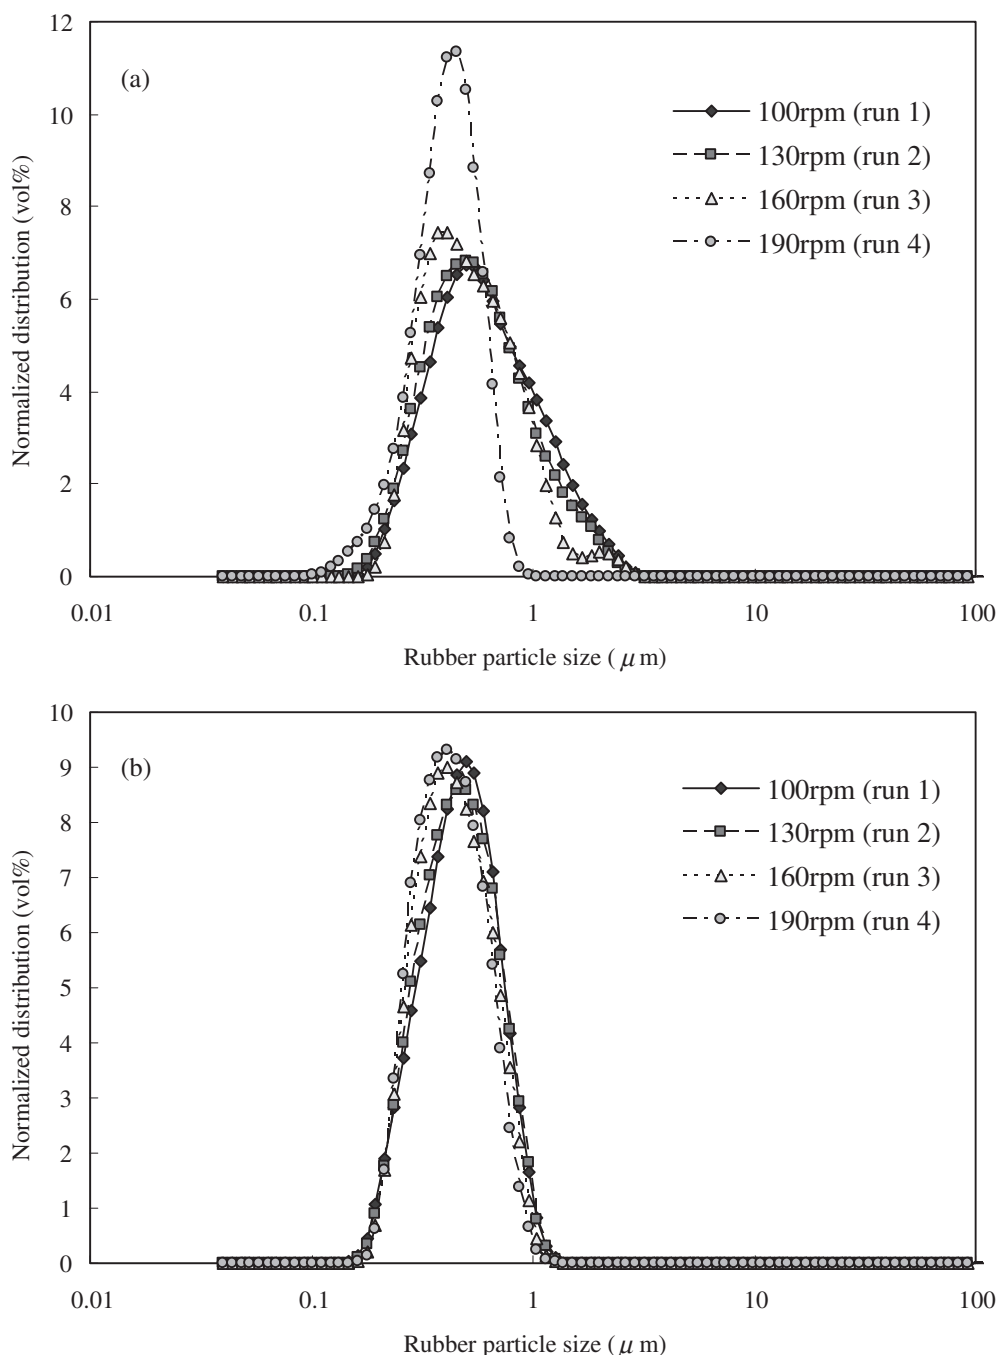 12
10
8
6
4
2
0
Normalized distribution (vol%)
(a)
100rpm (run 1)
130rpm (run 2)
160rpm (run 3)
190rpm (run 4)
0.01
0.1
1
10
100
Rubber particle size ( μ m)
10
9
8
7
6
5
4
3
2
1
0
Normalized distribution (vol%)
(b)
100rpm (run 1)
130rpm (run 2)
160rpm (run 3)
190rpm (run 4)
0.01
0.1
1
10
100
Rubber particle size ( μ m)